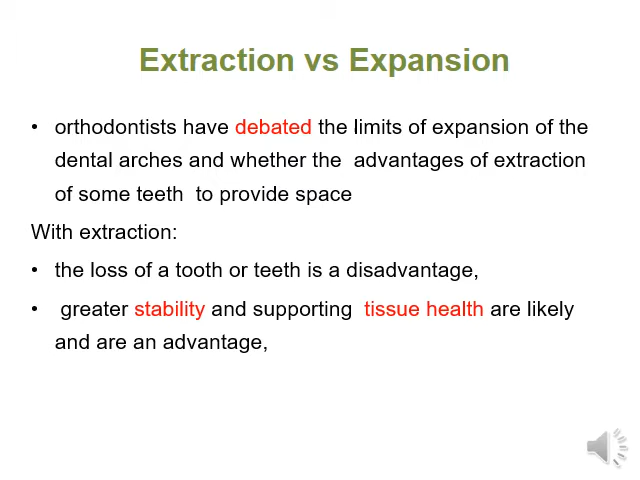 Extraction vs Expansion
• orthodontists have debated the limits of expansion of the
dental arches and whether the advantages of extraction
of some teeth to provide space
With extraction:
• the loss of a tooth or teeth is a disadvantage,
• greater stability and supporting tissue health are likely
and are an advantage,